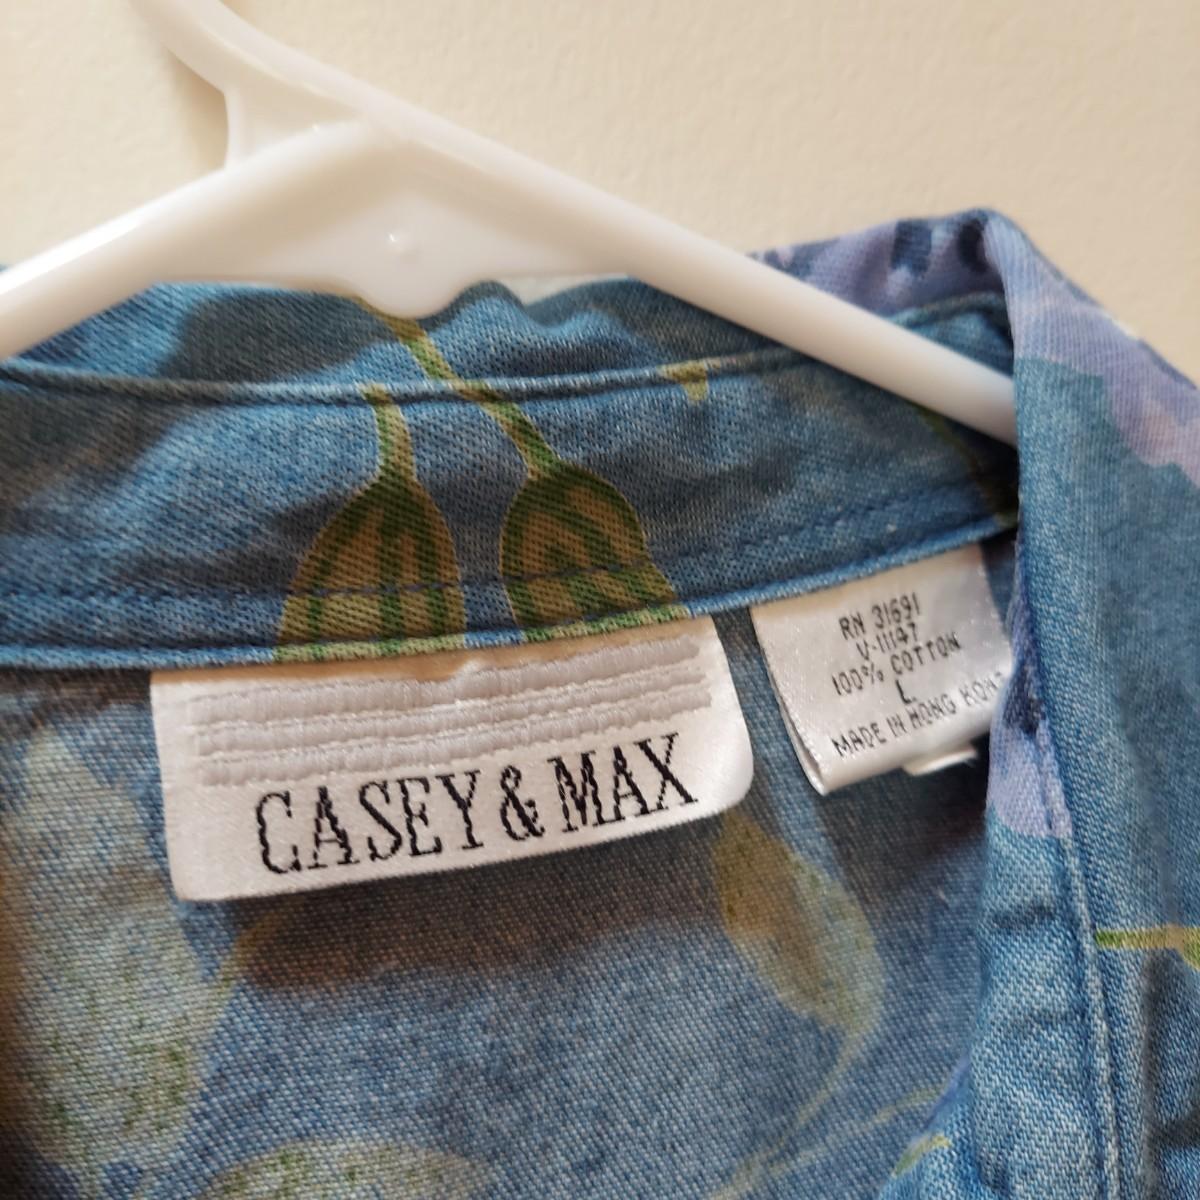 CASEY & MAX
RN 31691
V-11147
100% COTTON
L
MADE IN HONG KONG